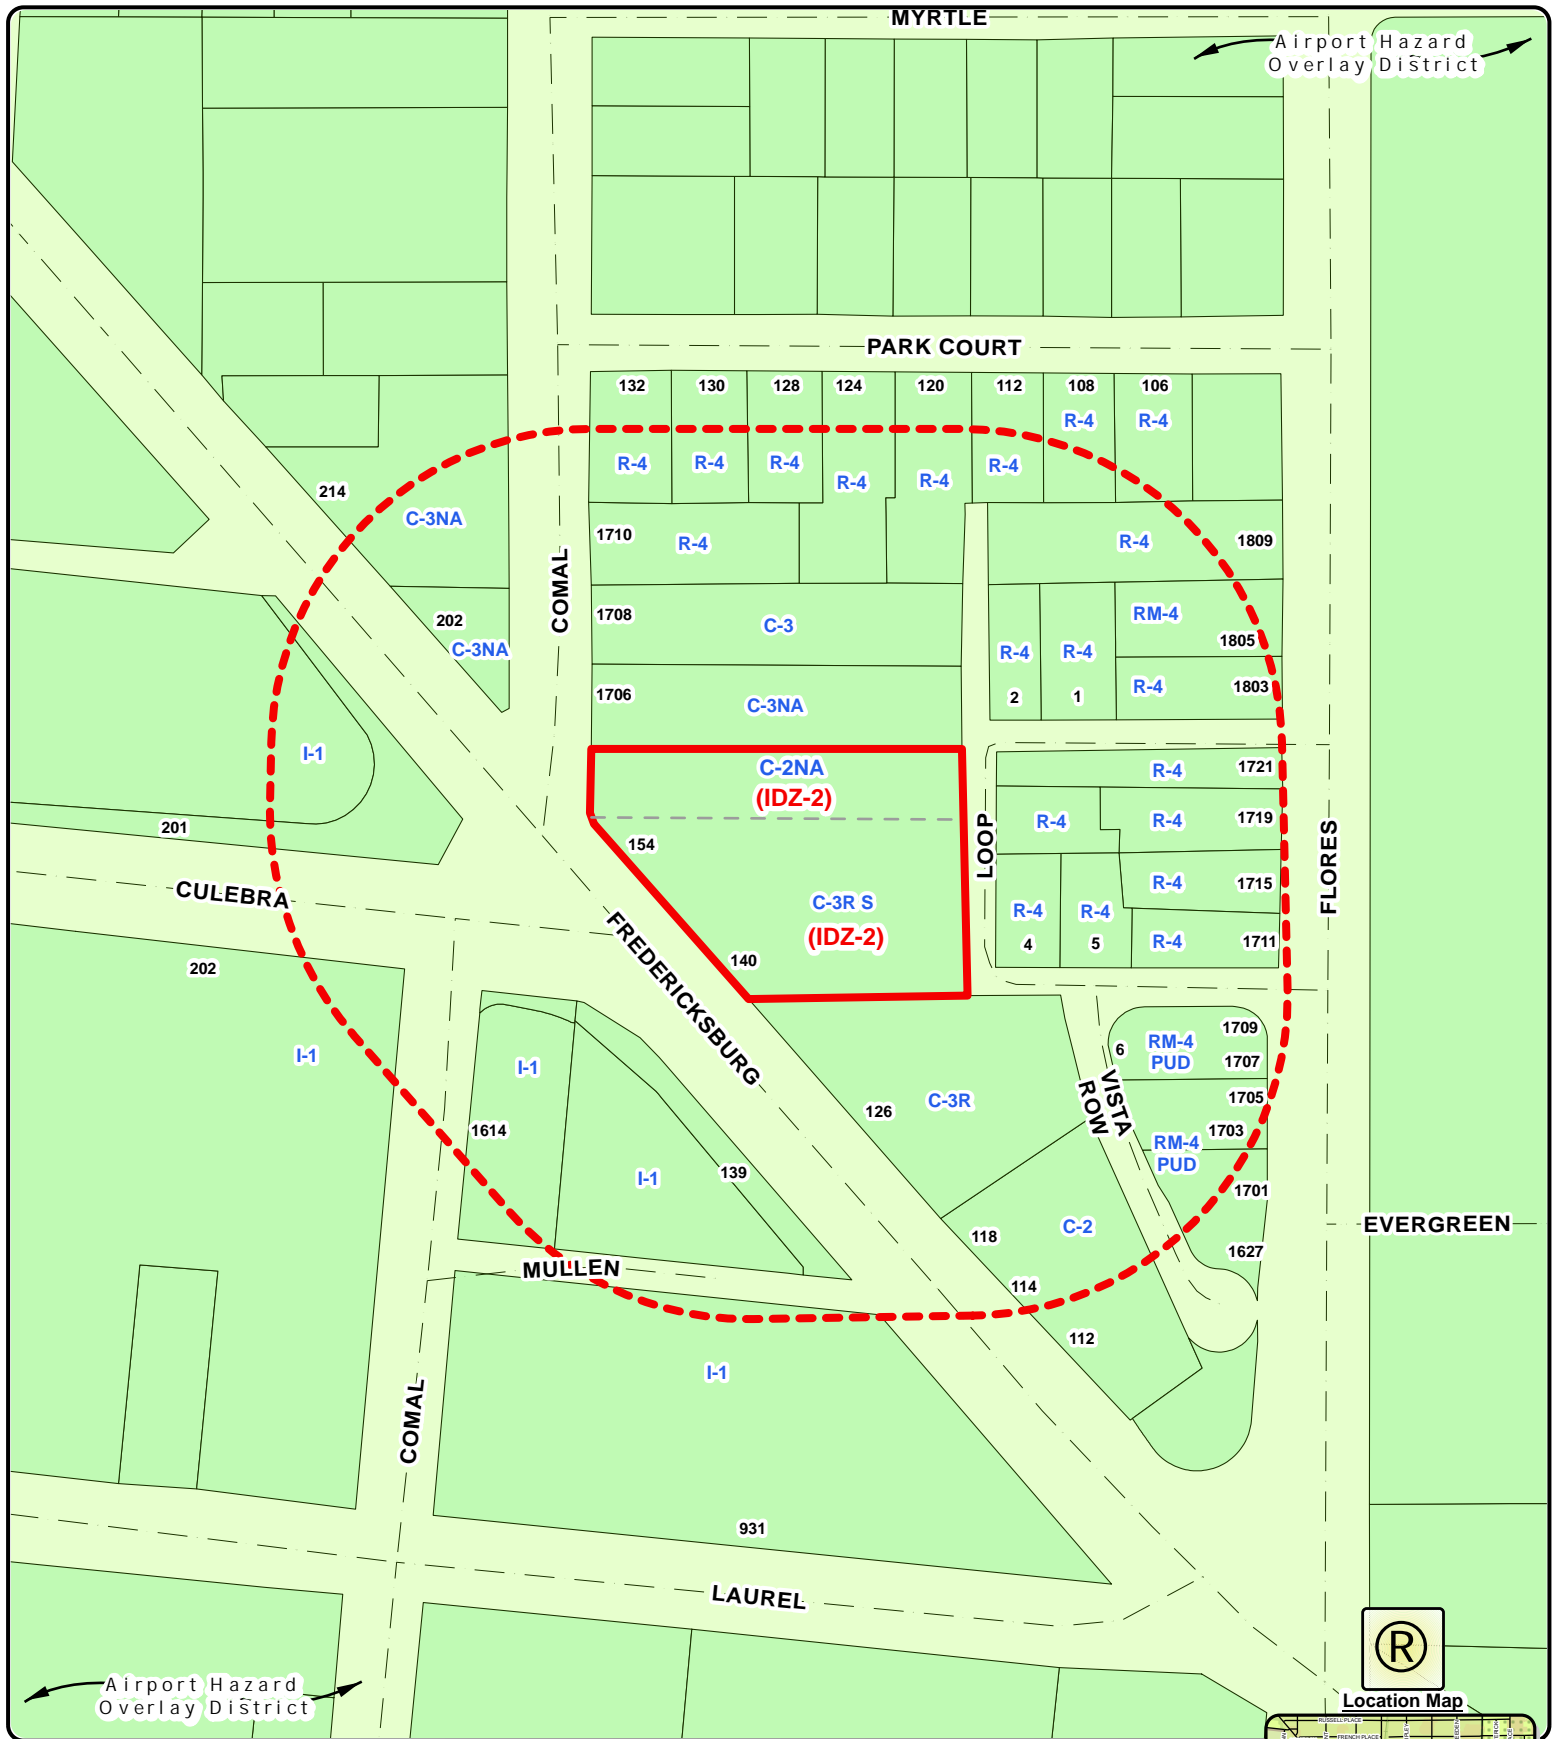 MYRTLE
Airport Hazard
Overlay District
PARK COURT
132
130
128
124
120
112
108
106
R-4
R-4
R-4
R-4
R-4
R-4
R-4
R-4
214
C-3NA
1710
R-4
R-4
1809
COMAL
1708
C-3
RM-4
1805
202
C-3NA
R-4
2
R-4
1
R-4
1803
1706
C-3NA
I-1
C-2NA
(IDZ-2)
R-4
1721
201
154
LOOP
R-4
R-4
1719
FLORES
CULEBRA
C-3R S
(IDZ-2)
R-4
1715
R-4
4
R-4
5
R-4
1711
202
140
FREDERICKSBURG
I-1
I-1
6
RM-4
PUD
1709
1707
126
C-3R
VISTA
ROW
1705
1703
RM-4
PUD
1614
I-1
139
1701
118
C-2
EVERGREEN
1627
MULLEN
114
112
I-1
COMAL
931
LAUREL
R
Location Map
Airport Hazard
Overlay District
RUSSELL PLACE
FRENCH PLACE